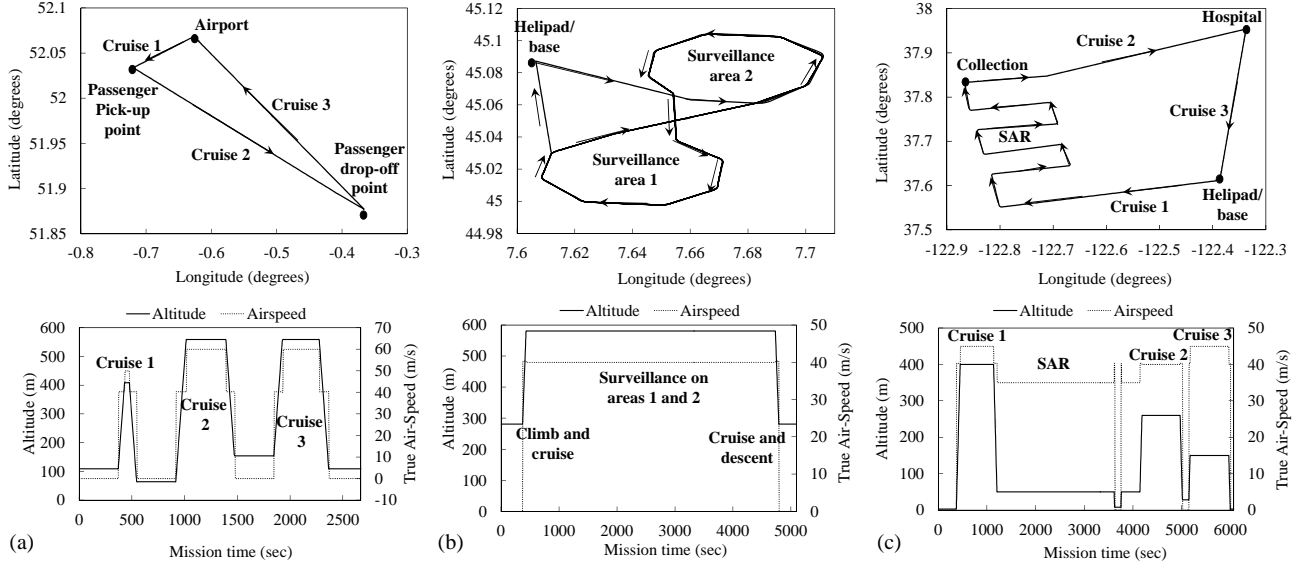 52.1
52.05
52
51.95
51.9
51.85
Latitude (degrees)
Airport
Cruise 1
Passenger
Pick-up
point
Cruise 3
Cruise 2
Passenger
drop-off
point
-0.8 -0.7 -0.6 -0.5 -0.4 -0.3
Longitude (degrees)
45.12
45.1
45.08
45.06
45.04
45.02
45
44.98
Latitude (degrees)
Helipad/
base
Surveillance
area 2
Surveillance
area 1
7.6 7.62 7.64 7.66 7.68 7.7
Longitude (degrees)
38
37.9
37.8
37.7
37.6
37.5
Latitude (degrees)
Hospital
Cruise 2
Collection
Cruise 3
SAR
Cruise 1
Helipad/
base
-122.9 -122.8 -122.7 -122.6 -122.5 -122.4 -122.3
Longitude (degrees)
Altitude Airspeed
600
500
400
300
200
100
0
Altitude (m)
Cruise 1
Cruise
2
Cruise
3
70
60
50
40
30
20
10
0
-10
True Air-Speed (m/s)
0 500 1000 1500 2000 2500
Mission time (sec)
(a)
Altitude Airspeed
600
500
400
300
200
100
0
Altitude (m)
Surveillance on
areas 1 and 2
Climb and
cruise
Cruise and
descent
50
40
30
20
10
0
True Air-Speed (m/s)
0 1000 2000 3000 4000 5000
Mission time (sec)
(b)
Altitude Airspeed
500
400
300
200
100
0
Altitude (m)
Cruise 1
SAR
Cruise 2
Cruise 3
50
40
30
20
10
0
True Air-Speed (m/s)
0 1000 2000 3000 4000 5000 6000
Mission time (sec)
(c)